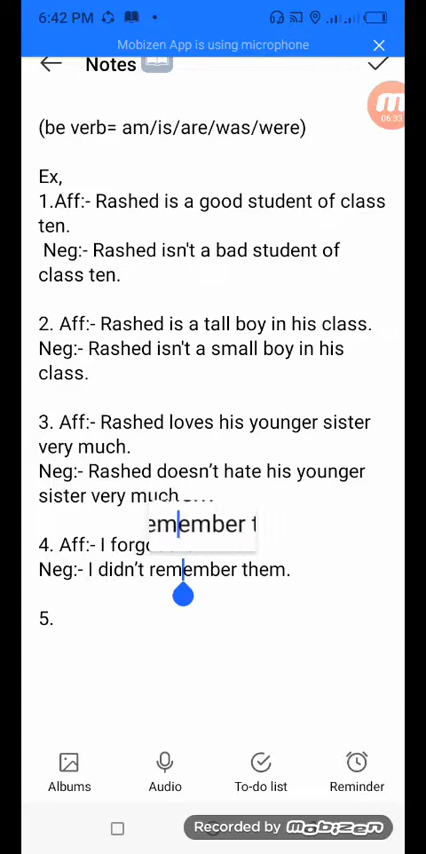 6:42 PM
Mobizen App is using microphone
Notes
06:33
(be verb= am/is/are/was/were)
Ex,
1.Aff:- Rashed is a good student of class
ten.
Neg:- Rashed isn't a bad student of
class ten.
2. Aff:- Rashed is a tall boy in his class.
Neg:- Rashed isn't a small boy in his
class.
3. Aff:- Rashed loves his younger sister
very much.
Neg:- Rashed doesn’t hate his younger
sister very much
4. Aff:- I
Neg:- I didn’t remember them.
5.
Albums Audio To-do list Reminder
Recorded by mobizen